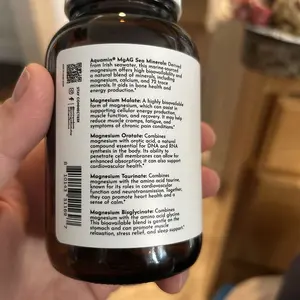 Aquamin® MgAG Sea Minerals Derived
from Irish seawater, this marine-sourced
magnesium offers high bioavailability and
a natural blend of minerals, including
magnesium, calcium, and 72 trace
minerals. It aids in bone health and
energy production.*
Magnesium Malate: A highly bioavailable
form of magnesium, which can aid in
supporting cellular energy production,
muscle function, and recovery. It may help
reduce muscle cramps, fatigue, and
symptoms of chronic pain conditions.*
Magnesium Orotate: Combines
magnesium with orotic acid, a natural
compound essential for DNA and RNA
synthesis in the body. Its ability to
penetrate cell membranes can allow for
enhanced absorption, it can also support
cardiovascular health.*
Magnesium Taurinate: Combines
magnesium with the amino acid taurine,
known for its roles in cardiovascular
function and neurotransmission. Together,
they can promote heart health and a
sense of calm.*
Magnesium Bisglycinate: Combines
magnesium with the amino acid glycine.
This bioavailable blend is gentle on the
stomach and can promote muscle
relaxation, stress relief, and sleep support.*
STAY CONNECTED